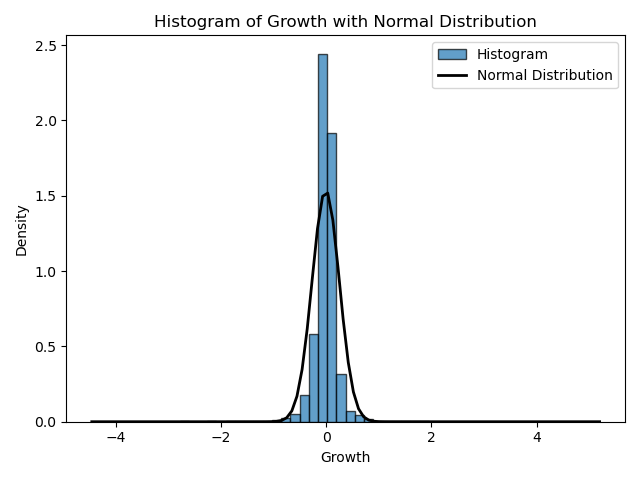 Histogram of Growth with Normal Distribution
Histogram
Normal Distribution
2.5
2.0
1.5
1.0
0.5
0.0
Density
−4
−2
0
2
4
Growth